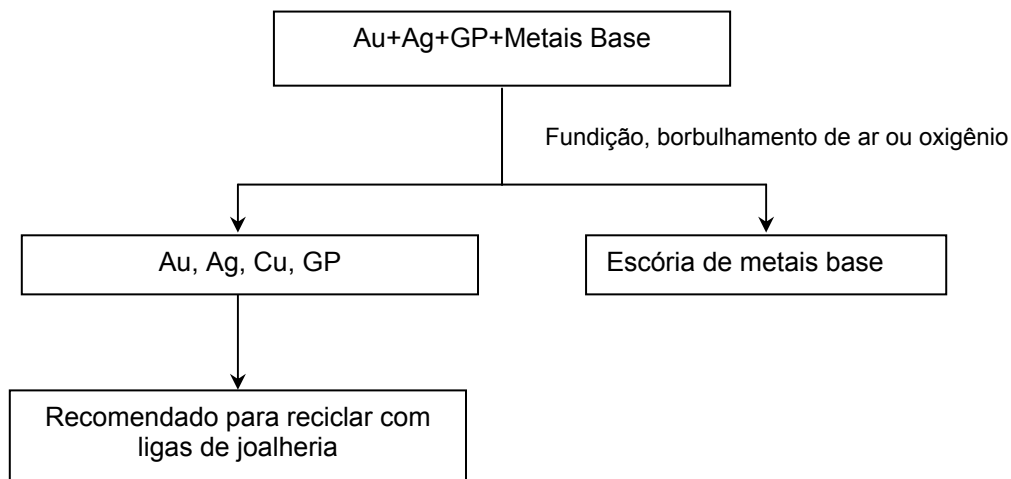 Au+Ag+GP+Metais Base
Fundição, borbulhamento de ar ou oxigênio
Au, Ag, Cu, GP
Escória de metais base
Recomendado para reciclar com
ligas de joalheria